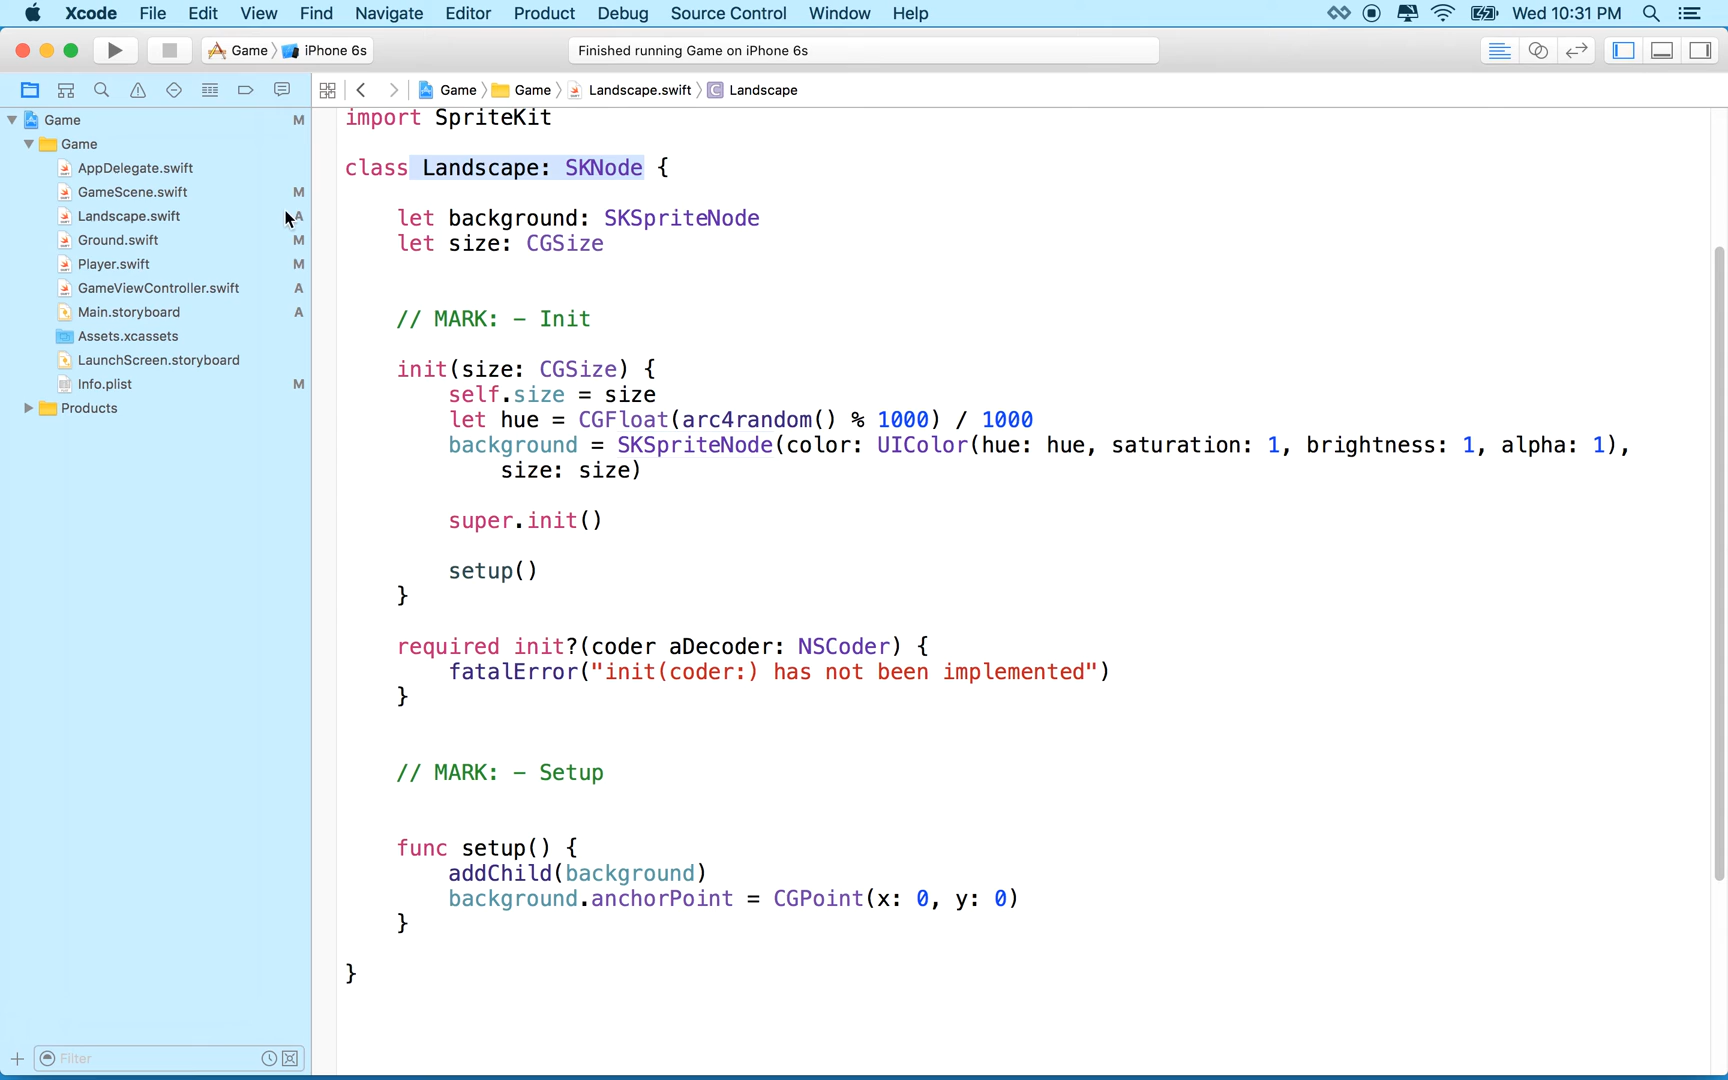 Xcode File Edit View Find Navigate Editor Product Debug Source Control Window Help Wed 10:31 PM
Game iPhone 6s Finished running Game on iPhone 6s
Game Game Landscape.swift C Landscape
Game M
Game
AppDelegate.swift
GameScene.swift M
Landscape.swift A
Ground.swift M
Player.swift M
GameViewController.swift A
Main.storyboard A
Assets.xcassets
LaunchScreen.storyboard
Info.plist M
Products
Filter
import SpriteKit
class Landscape: SKNode {
let background: SKSpriteNode
let size: CGSize
// MARK: - Init
init(size: CGSize) {
self.size = size
let hue = CGFloat(arc4random() % 1000) / 1000
background = SKSpriteNode(color: UIColor(hue: hue, saturation: 1, brightness: 1, alpha: 1),
size: size)
super.init()
setup()
}
required init?(coder aDecoder: NSCoder) {
fatalError("init(coder:) has not been implemented")
}
// MARK: - Setup
func setup() {
addChild(background)
background.anchorPoint = CGPoint(x: 0, y: 0)
}
}